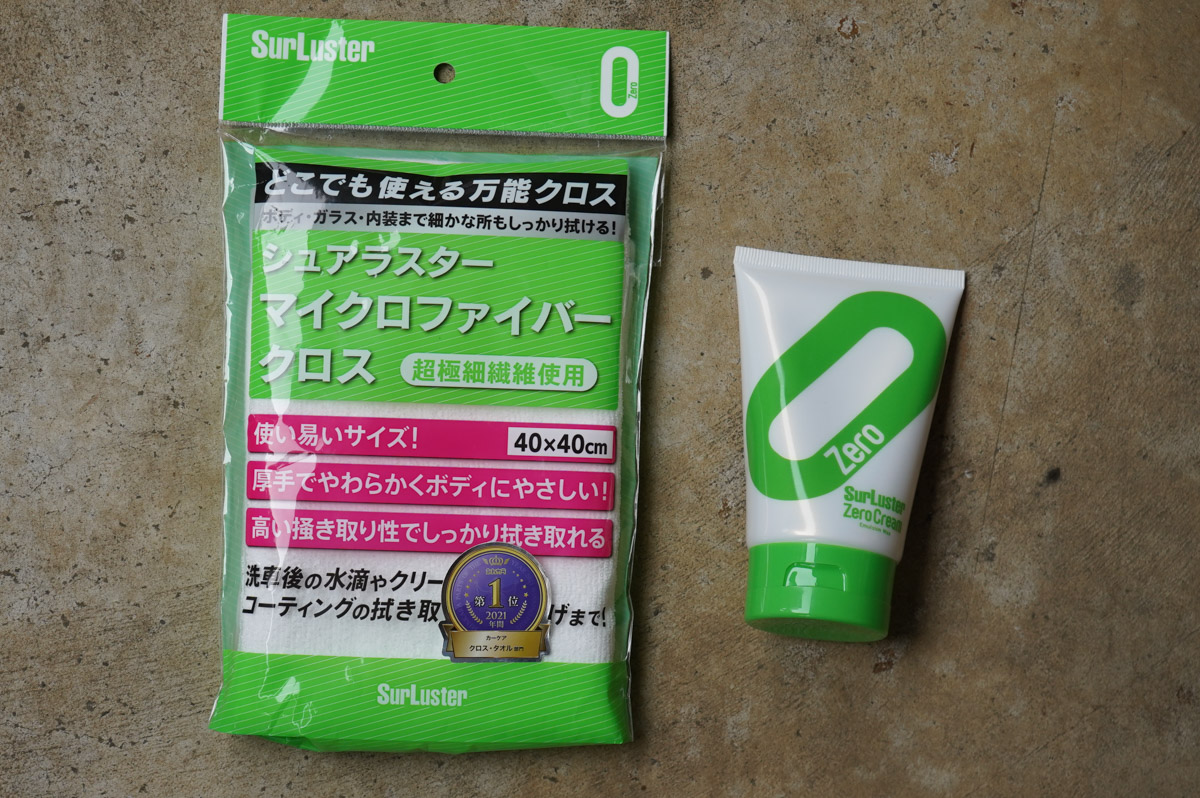 SurLuster
0
Zero
どこでも使える万能クロス
ボディ・ガラス・内装まで細かな所もしっかり拭ける!
シュアラスター
マイクロファイバー
クロス 超極細繊維使用
使い易いサイズ! 40×40cm
厚手でやわらかくボディにやさしい!
高い掻き取り性でしっかり拭き取れる
洗車後の水滴やクリー
コーティングの拭き取 げまで!
第1位
2021
年間
カーケア
クロス・タオル部門
SurLuster
0
Zero
SurLuster
Zero Cream